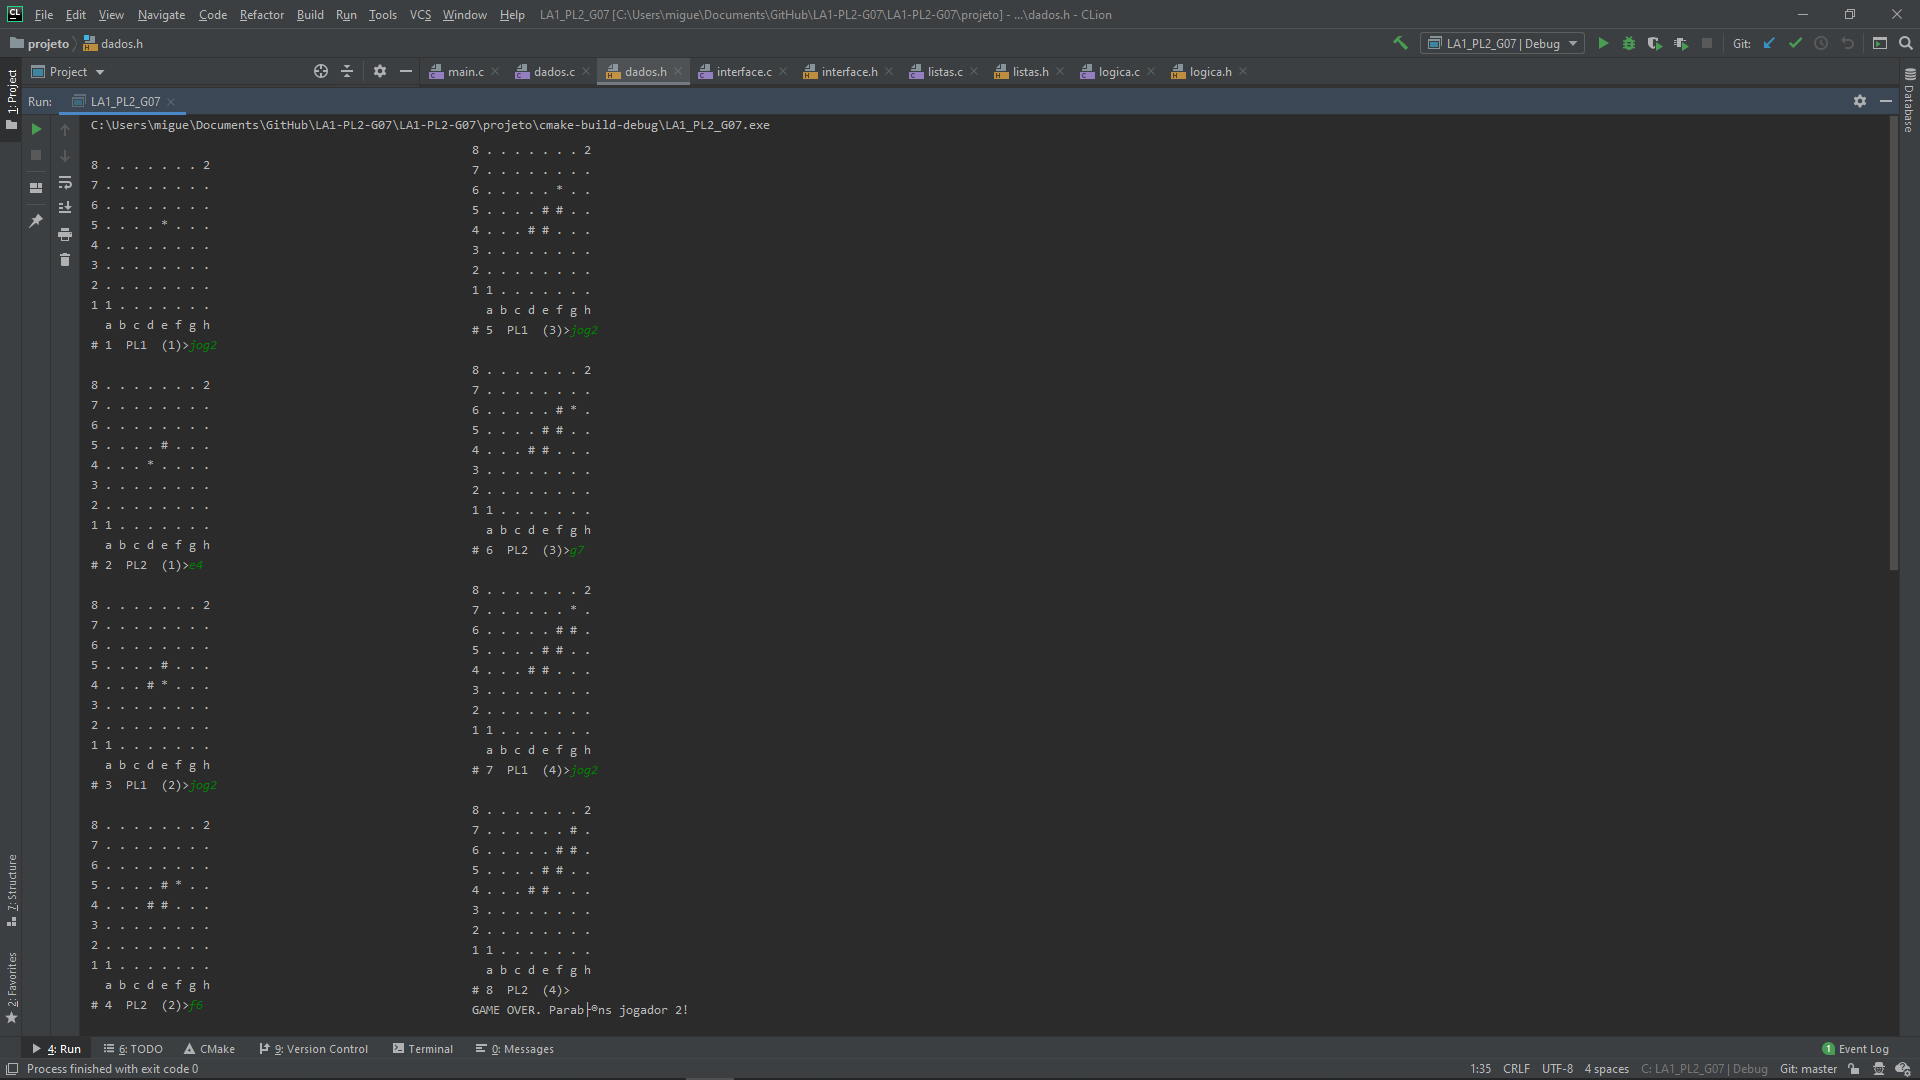 CL File Edit View Navigate Code Refactor Build Run Tools VCS Window Help LA1_PL2_G07 [C:\Users\migue\Documents\GitHub\LA1-PL2-G07\LA1-PL2-G07\projeto] - ...\dados.h - CLion
projeto dados.h LA1_PL2_G07 | Debug Git:
Project main.c dados.c dados.h interface.c interface.h listas.c listas.h logica.c logica.h
1: Project
Database
Run: LA1_PL2_G07
C:\Users\migue\Documents\GitHub\LA1-PL2-G07\LA1-PL2-G07\projeto\cmake-build-debug\LA1_PL2_G07.exe
8 . . . . . . . 2
7 . . . . . . . .
6 . . . . . . . .
5 . . . . * . . .
4 . . . . . . . .
3 . . . . . . . .
2 . . . . . . . .
1 1 . . . . . . .
a b c d e f g h
# 1 PL1 (1)>jog2
8 . . . . . . . 2
7 . . . . . . . .
6 . . . . . . . .
5 . . . . # . . .
4 . . . * . . . .
3 . . . . . . . .
2 . . . . . . . .
1 1 . . . . . . .
a b c d e f g h
# 2 PL2 (1)>e4
8 . . . . . . . 2
7 . . . . . . . .
6 . . . . . . . .
5 . . . . # . . .
4 . . . # * . . .
3 . . . . . . . .
2 . . . . . . . .
1 1 . . . . . . .
a b c d e f g h
# 3 PL1 (2)>jog2
8 . . . . . . . 2
7 . . . . . . . .
6 . . . . . . . .
5 . . . . # * . .
4 . . . # # . . .
3 . . . . . . . .
2 . . . . . . . .
1 1 . . . . . . .
a b c d e f g h
# 4 PL2 (2)>f6
8 . . . . . . . 2
7 . . . . . . . .
6 . . . . . * . .
5 . . . . # # . .
4 . . . # # . . .
3 . . . . . . . .
2 . . . . . . . .
1 1 . . . . . . .
a b c d e f g h
# 5 PL1 (3)>jog2
8 . . . . . . . 2
7 . . . . . . . .
6 . . . . . # * .
5 . . . . # # . .
4 . . . # # . . .
3 . . . . . . . .
2 . . . . . . . .
1 1 . . . . . . .
a b c d e f g h
# 6 PL2 (3)>g7
8 . . . . . . . 2
7 . . . . . . * .
6 . . . . . # # .
5 . . . . # # . .
4 . . . # # . . .
3 . . . . . . . .
2 . . . . . . . .
1 1 . . . . . . .
a b c d e f g h
# 7 PL1 (4)>jog2
8 . . . . . . . 2
7 . . . . . . # .
6 . . . . . # # .
5 . . . . # # . .
4 . . . # # . . .
3 . . . . . . . .
2 . . . . . . . .
1 1 . . . . . . .
a b c d e f g h
# 8 PL2 (4)>
GAME OVER. Parab├®ns jogador 2!
7: Structure
2: Favorites
4: Run 6: TODO CMake 9: Version Control Terminal 0: Messages 1 Event Log
Process finished with exit code 0 1:35 CRLF UTF-8 4 spaces C: LA1_PL2_G07 | Debug Git: master